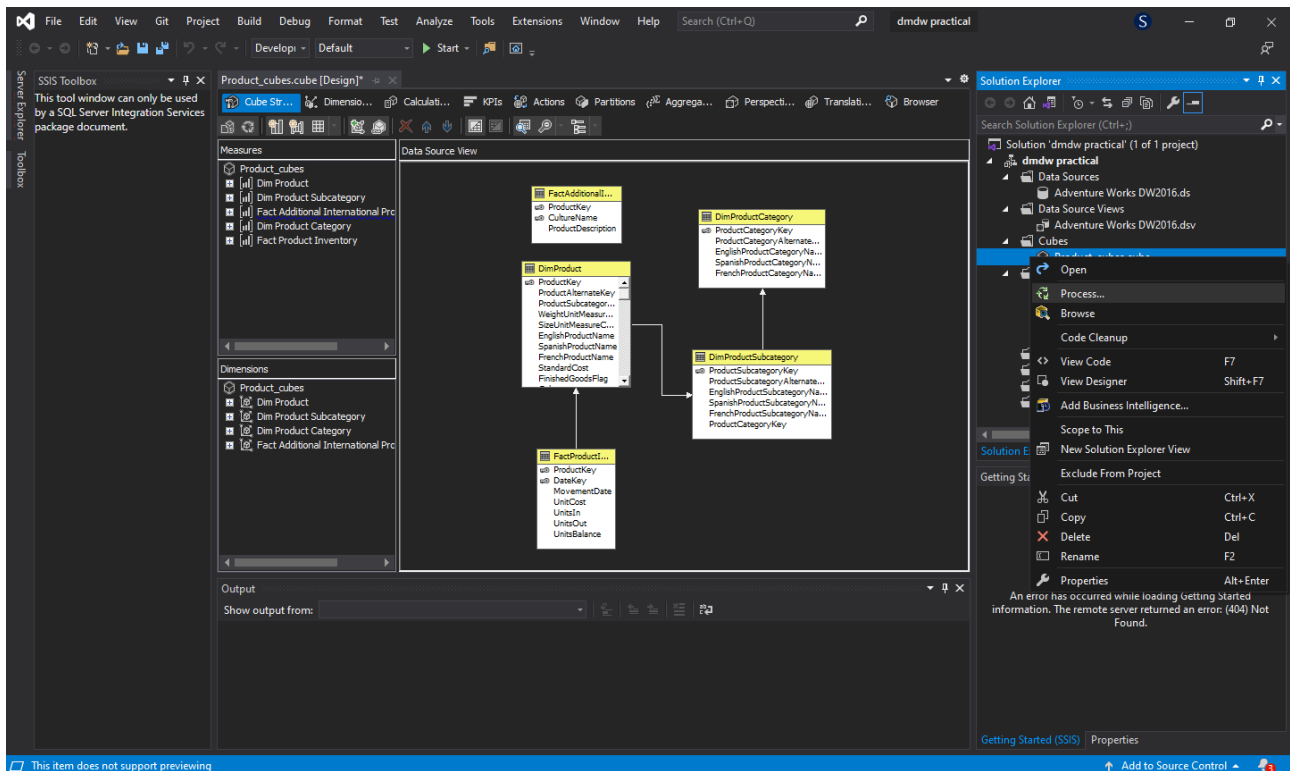 File Edit View Git Project Build Debug Format Test Analyze Tools Extensions Window Help Search (Ctrl+Q) dmdw practical S
Developr Default Start
Server Explorer
Toolbox
SSIS Toolbox
This tool window can only be used
by a SQL Server Integration Services
package document.
Product_cubes.cube [Design]*
Cube Str... Dimensio... Calculati... KPIs Actions Partitions Aggrega... Perspecti... Translati... Browser
Measures
Product_cubes
Dim Product
Dim Product Subcategory
Fact Additional International Pro
Dim Product Category
Fact Product Inventory
Dimensions
Product_cubes
Dim Product
Dim Product Subcategory
Dim Product Category
Fact Additional International Pro
Data Source View
FactAdditionalI...
ProductKey
CultureName
ProductDescription
DimProductCategory
ProductCategoryKey
ProductCategoryAlternate...
EnglishProductCategoryNa...
SpanishProductCategoryN...
FrenchProductCategoryNa...
DimProduct
ProductKey
ProductAlternateKey
ProductSubcategor...
WeightUnitMeasur...
SizeUnitMeasureC...
EnglishProductName
SpanishProductName
FrenchProductName
StandardCost
FinishedGoodsFlag
DimProductSubcategory
ProductSubcategoryKey
ProductSubcategoryAlternate...
EnglishProductSubcategoryNa...
SpanishProductSubcategoryN...
FrenchProductSubcategoryNa...
ProductCategoryKey
FactProductI...
ProductKey
DateKey
MovementDate
UnitCost
UnitsIn
UnitsOut
UnitsBalance
Output
Show output from:
Solution Explorer
Search Solution Explorer (Ctrl+;)
Solution 'dmdw practical' (1 of 1 project)
dmdw practical
Data Sources
Adventure Works DW2016.ds
Data Source Views
Adventure Works DW2016.dsv
Cubes
Product_cubes.cube
Open
Process...
Browse
Code Cleanup
View Code F7
View Designer Shift+F7
Add Business Intelligence...
Scope to This
New Solution Explorer View
Exclude From Project
Cut Ctrl+X
Copy Ctrl+C
Delete Del
Rename F2
Properties Alt+Enter
Solution E
Getting Sta
An error has occurred while loading Getting Started
information. The remote server returned an error: (404) Not
Found.
Getting Started (SSIS) Properties
This item does not support previewing Add to Source Control 3